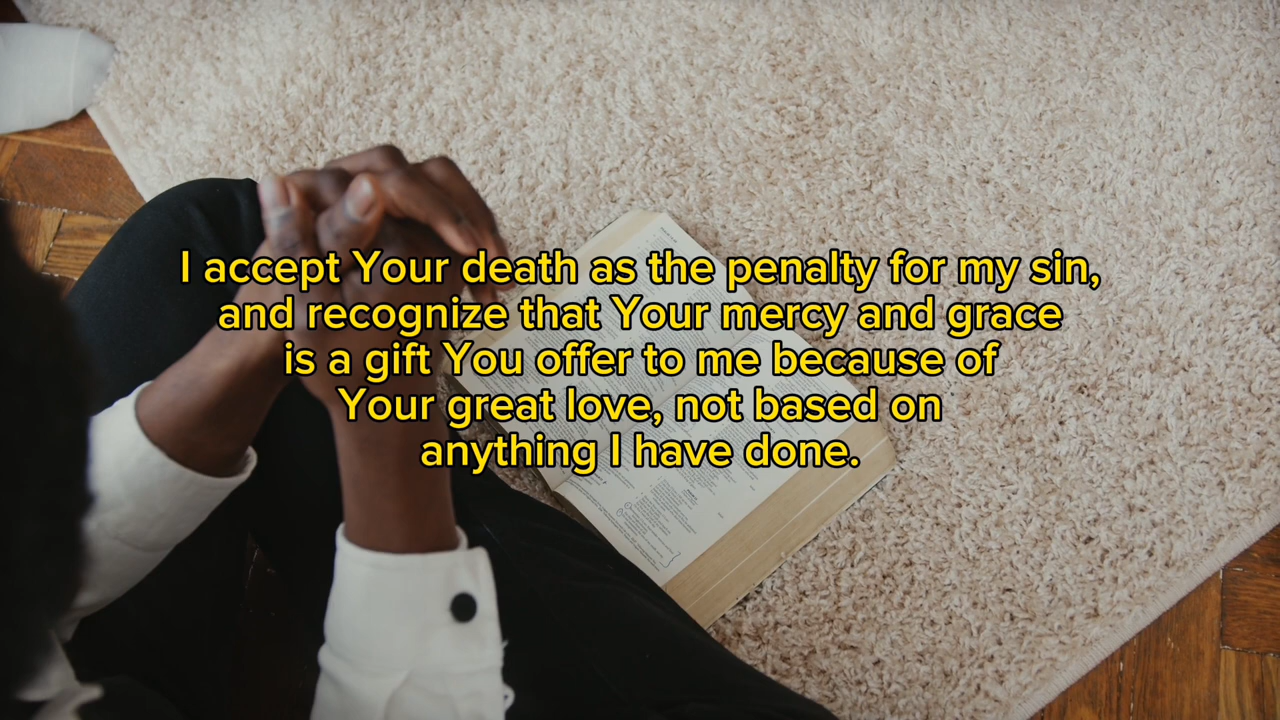 I accept Your death as the penalty for my sin,
and recognize that Your mercy and grace
is a gift You offer to me because of
Your great love, not based on
anything I have done.